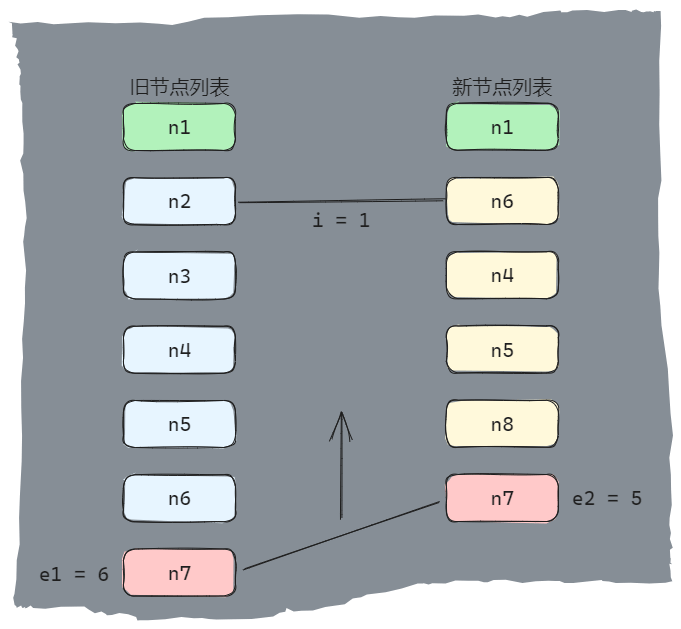 旧节点列表 新节点列表
n1 n1
n2 n6
i = 1
n3 n4
n4 n5
n5 n8
n6 n7 e2 = 5
e1 = 6 n7